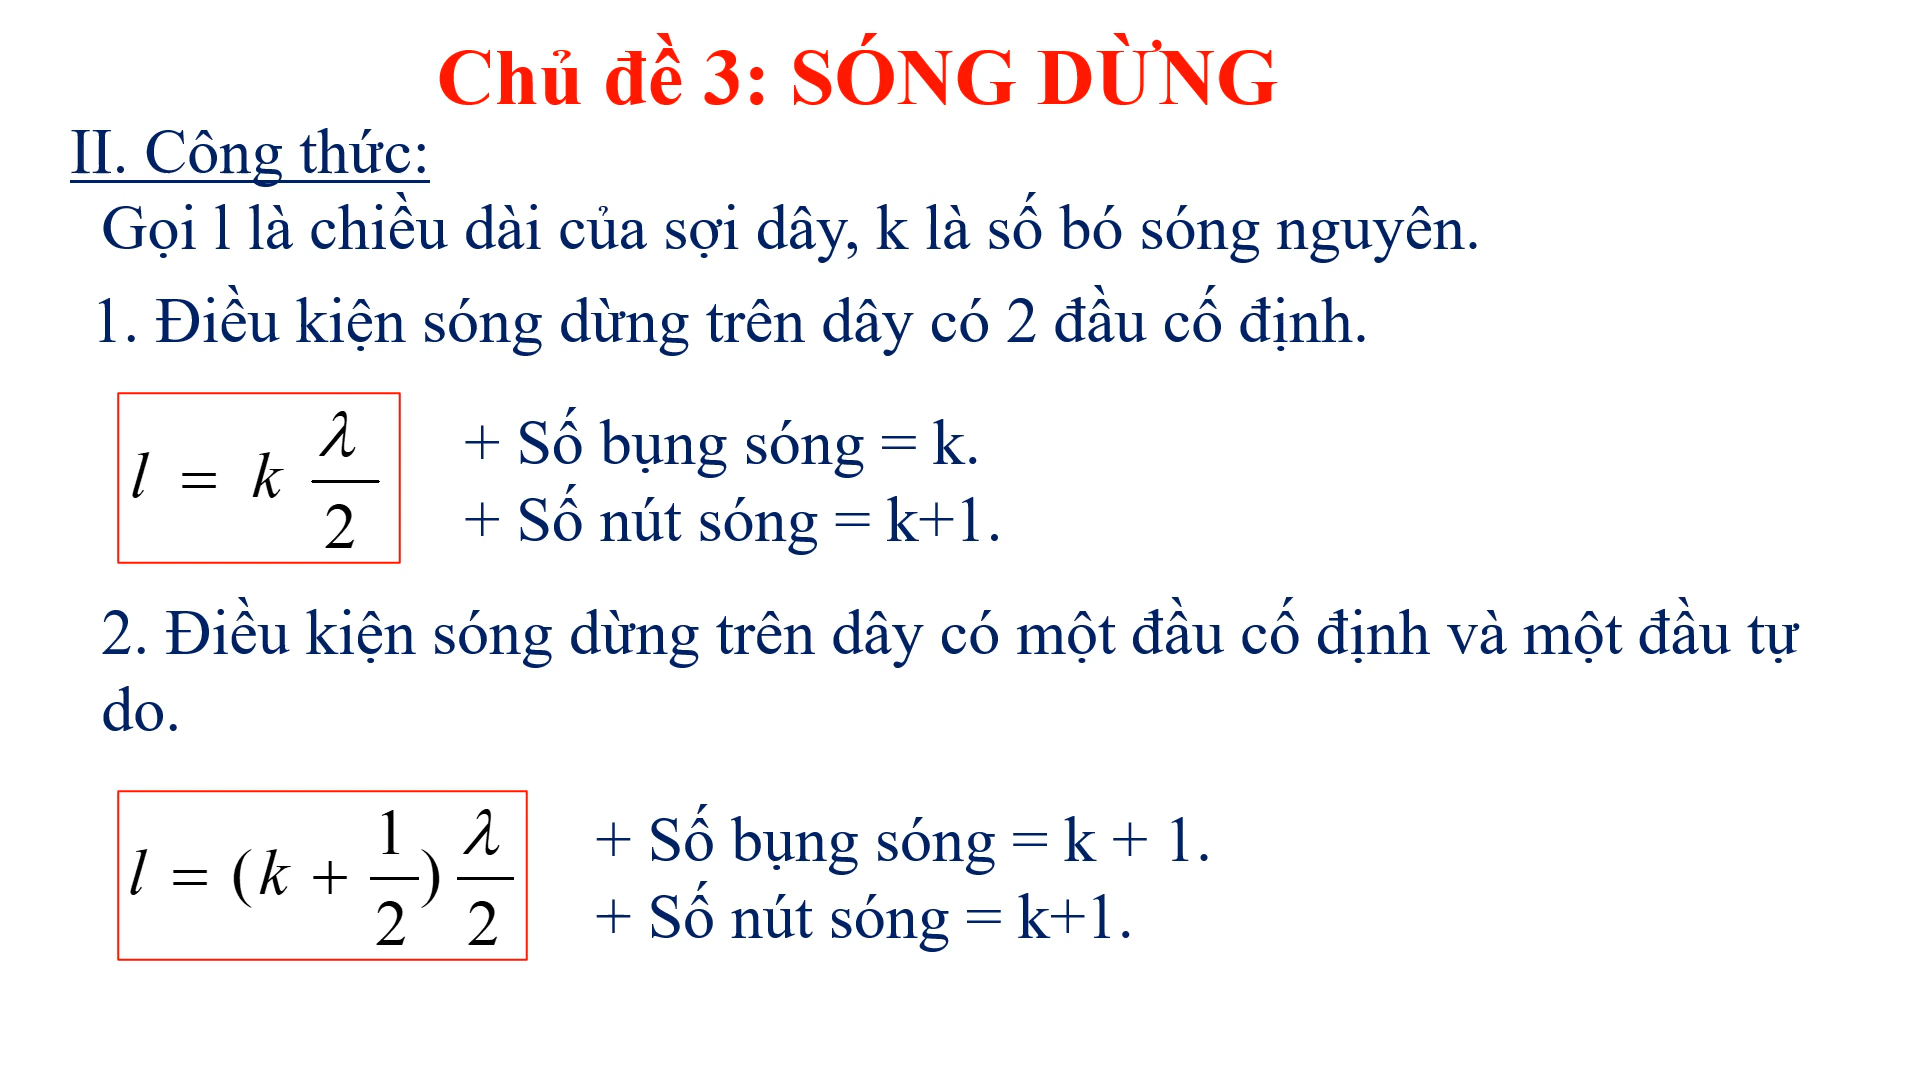 Chủ đề 3: SÓNG DỪNG
II. Công thức:
Gọi l là chiều dài của sợi dây, k là số bó sóng nguyên.
1. Điều kiện sóng dừng trên dây có 2 đầu cố định.
l = k λ/2
+ Số bụng sóng = k.
+ Số nút sóng = k+1.
2. Điều kiện sóng dừng trên dây có một đầu cố định và một đầu tự
do.
l = (k + 1/2) λ/2
+ Số bụng sóng = k + 1.
+ Số nút sóng = k+1.